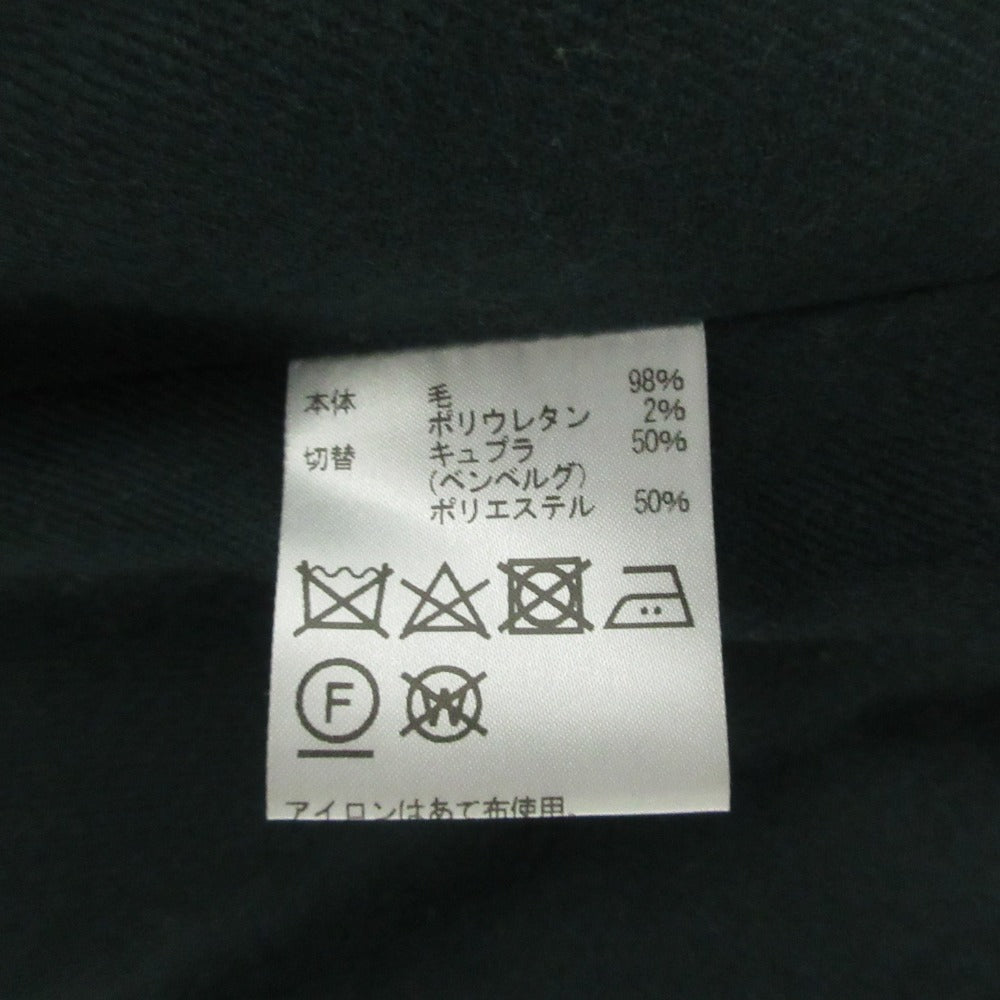 本体 毛 98%
ポリウレタン 2%
切替 キュプラ 50%
(ベンベルグ)
ポリエステル 50%
F W
アイロンはあて布使用。